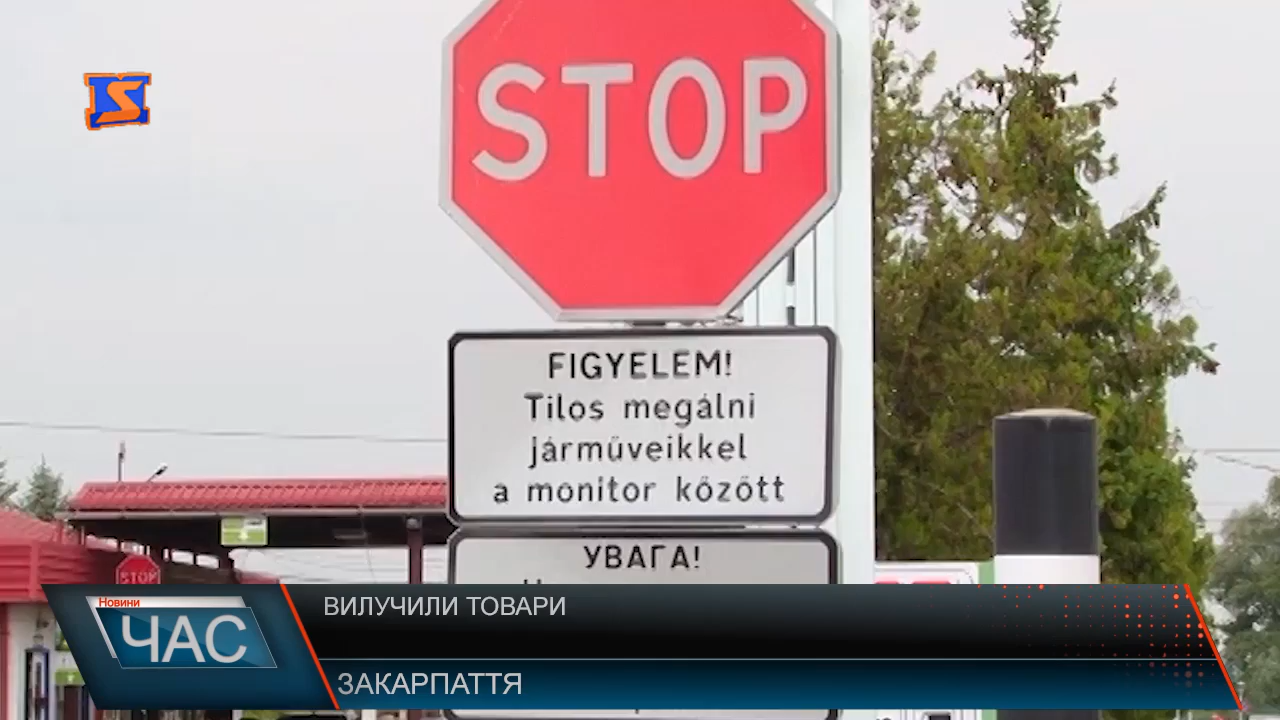 STOP
FIGYELEM!
Tilos megálni
járműveikkel
a monitor között
УВАГА!
STOP
Новини
ЧАС
ВИЛУЧИЛИ ТОВАРИ
ЗАКАРПАТТЯ